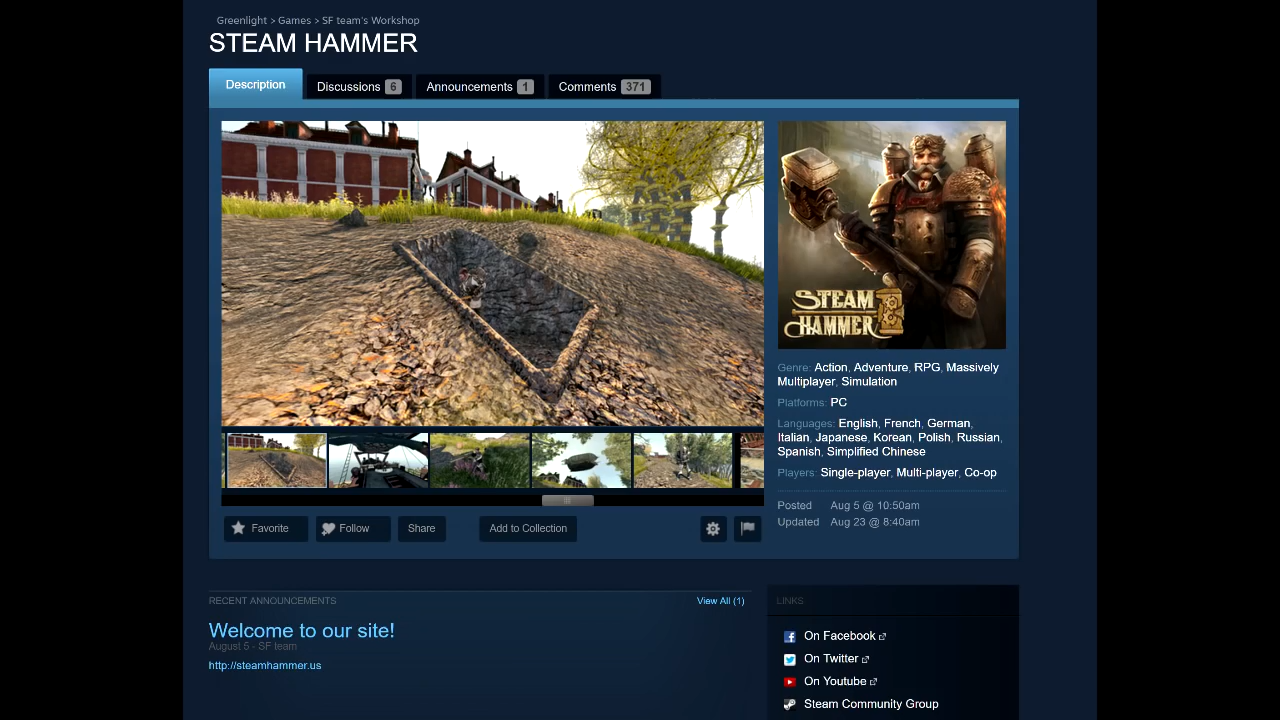 Greenlight > Games > SF team's Workshop
STEAM HAMMER
Description
Discussions 6
Announcements 1
Comments 371
STEAM
HAMMER
Genre: Action, Adventure, RPG, Massively
Multiplayer, Simulation
Platforms: PC
Languages: English, French, German,
Italian, Japanese, Korean, Polish, Russian,
Spanish, Simplified Chinese
Players: Single-player, Multi-player, Co-op
Posted Aug 5 @ 10:50am
Updated Aug 23 @ 8:40am
Favorite
Follow
Share
Add to Collection
RECENT ANNOUNCEMENTS
View All (1)
Welcome to our site!
August 5 - SF team
http://steamhammer.us
LINKS
On Facebook
On Twitter
On Youtube
Steam Community Group